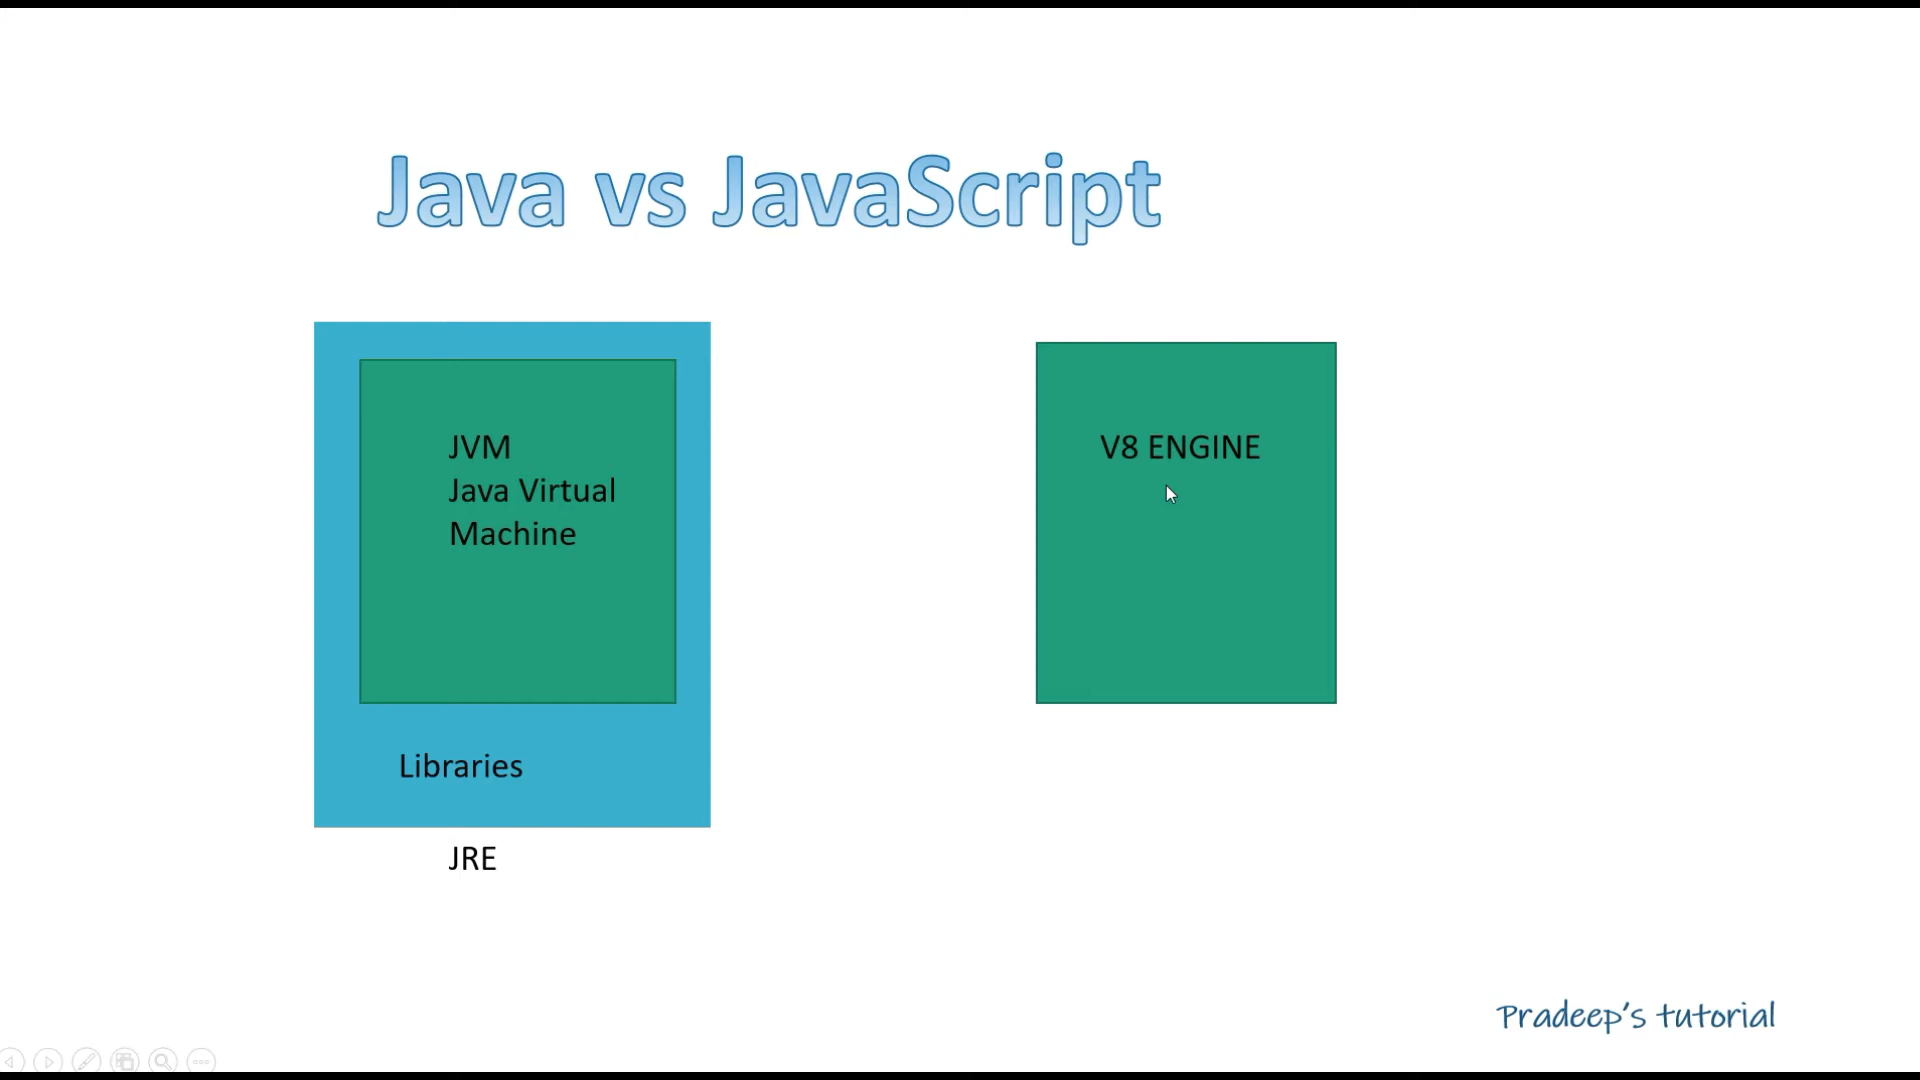 Java vs JavaScript
JVM
Java Virtual
Machine
Libraries
JRE
V8 ENGINE
Pradeep's tutorial